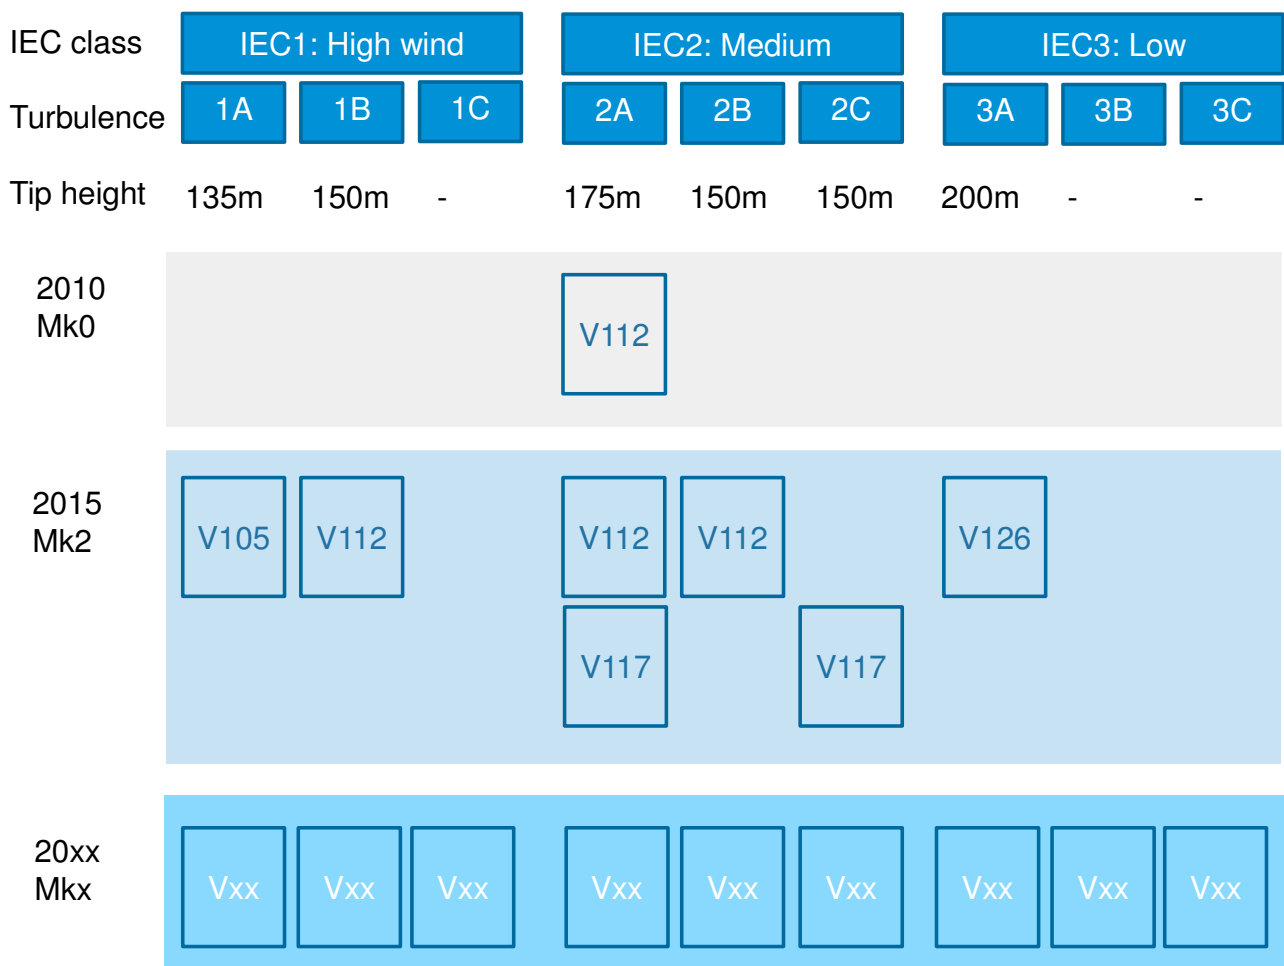 IEC class IEC1: High wind IEC2: Medium IEC3: Low
Turbulence 1A 1B 1C 2A 2B 2C 3A 3B 3C
Tip height 135m 150m - 175m 150m 150m 200m - -
2010
Mk0
V112
2015
Mk2
V105 V112 V112 V112 V126
V117 V117
20xx
Mkx
Vxx Vxx Vxx Vxx Vxx Vxx Vxx Vxx Vxx